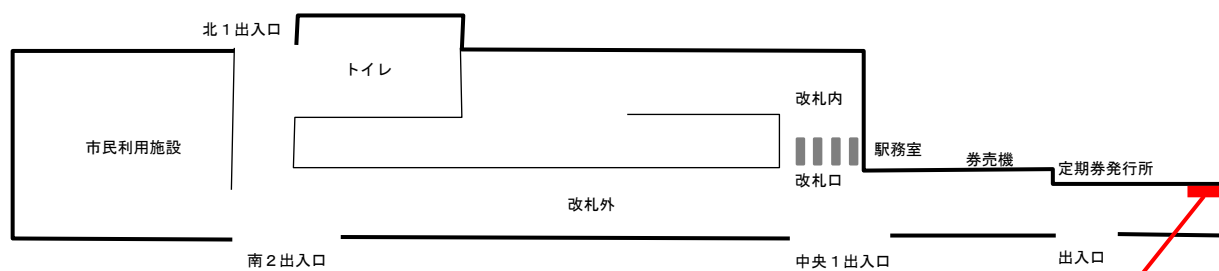 北１出入口
トイレ
改札内
市民利用施設
駅務室
券売機
定期券発行所
改札口
改札外
南２出入口
中央１出入口
出入口